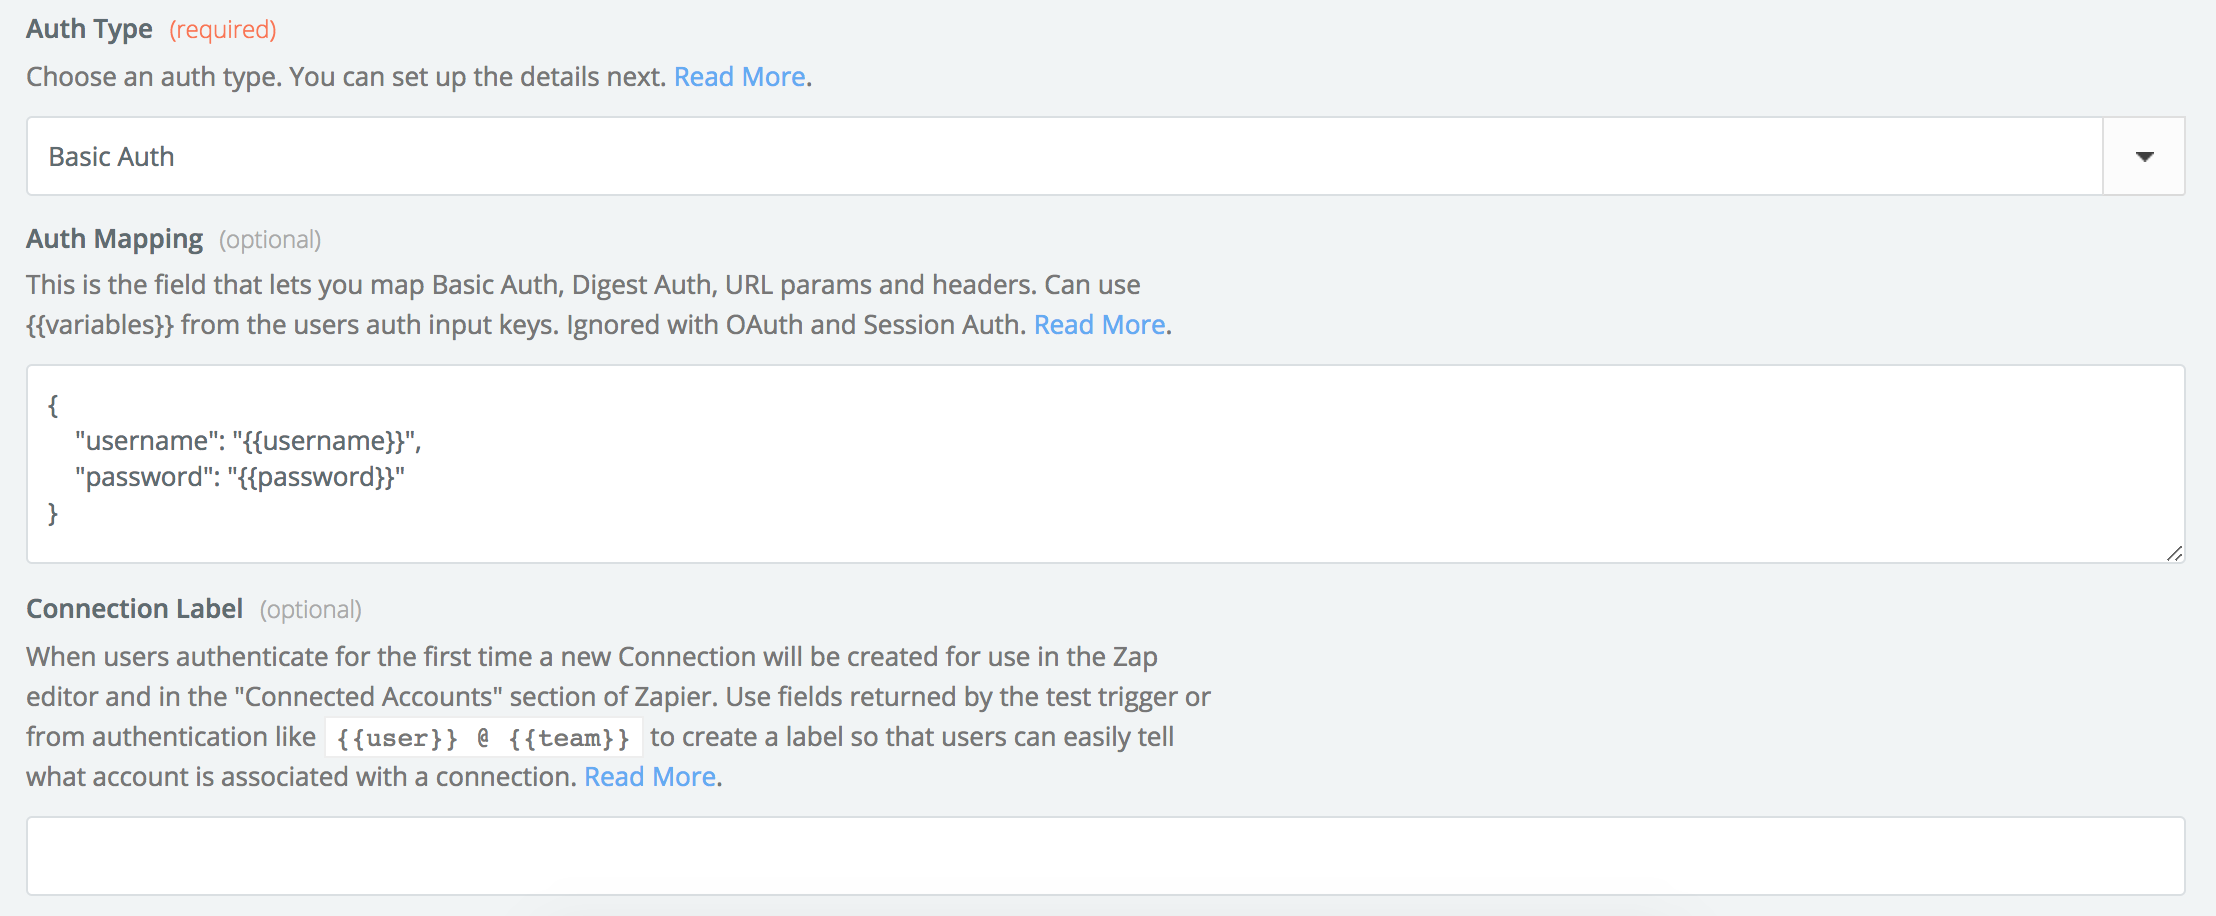 Auth Type (required)
Choose an auth type. You can set up the details next. Read More.
Basic Auth
Auth Mapping (optional)
This is the field that lets you map Basic Auth, Digest Auth, URL params and headers. Can use
{{variables}} from the users auth input keys. Ignored with OAuth and Session Auth. Read More.
{
"username": "{{username}}",
"password": "{{password}}"
}
Connection Label (optional)
When users authenticate for the first time a new Connection will be created for use in the Zap
editor and in the "Connected Accounts" section of Zapier. Use fields returned by the test trigger or
from authentication like {{user}} @ {{team}} to create a label so that users can easily tell
what account is associated with a connection. Read More.